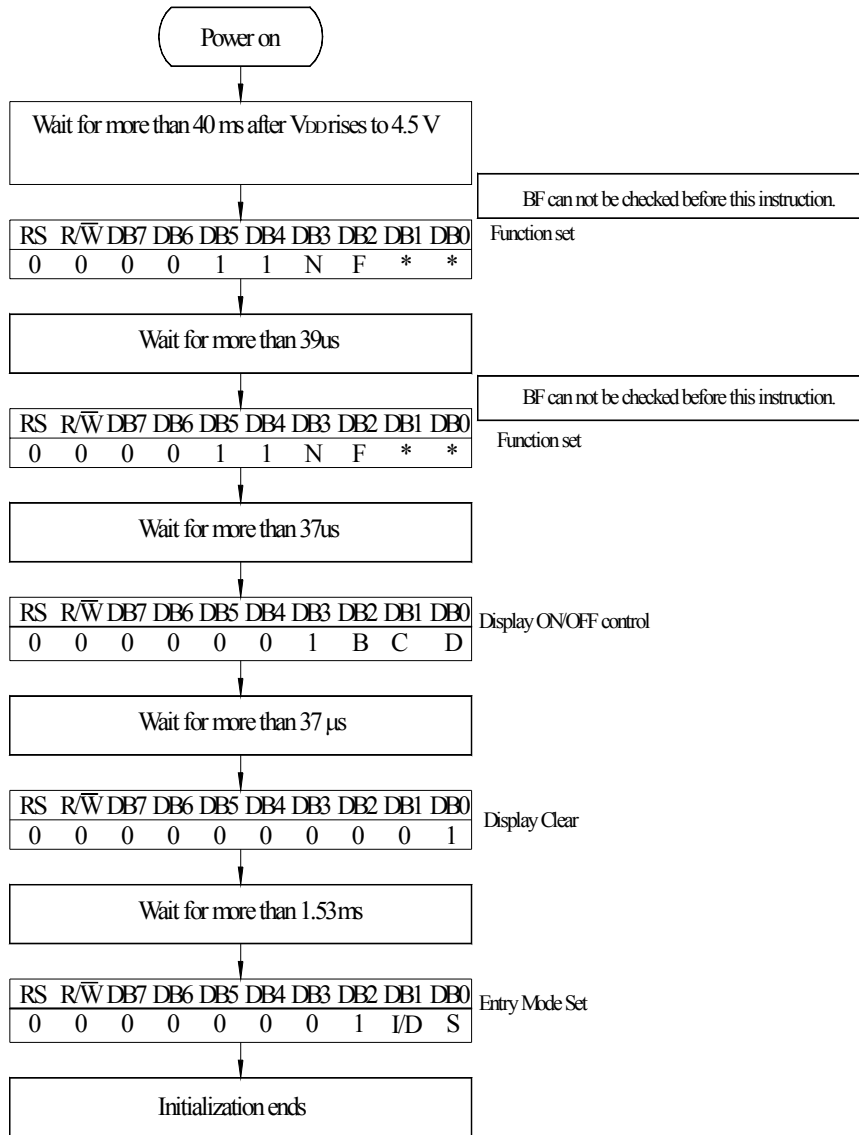 Power on
Wait for more than 40 ms after VDD rises to 4.5 V
BF can not be checked before this instruction.
RS R/W̅ DB7 DB6 DB5 DB4 DB3 DB2 DB1 DB0
Function set
0 0 0 0 1 1 N F * *
Wait for more than 39us
BF can not be checked before this instruction.
RS R/W̅ DB7 DB6 DB5 DB4 DB3 DB2 DB1 DB0
Function set
0 0 0 0 1 1 N F * *
Wait for more than 37us
RS R/W̅ DB7 DB6 DB5 DB4 DB3 DB2 DB1 DB0
Display ON/OFF control
0 0 0 0 0 0 1 B C D
Wait for more than 37 μs
RS R/W̅ DB7 DB6 DB5 DB4 DB3 DB2 DB1 DB0
Display Clear
0 0 0 0 0 0 0 0 0 1
Wait for more than 1.53ms
RS R/W̅ DB7 DB6 DB5 DB4 DB3 DB2 DB1 DB0
Entry Mode Set
0 0 0 0 0 0 0 1 I/D S
Initialization ends